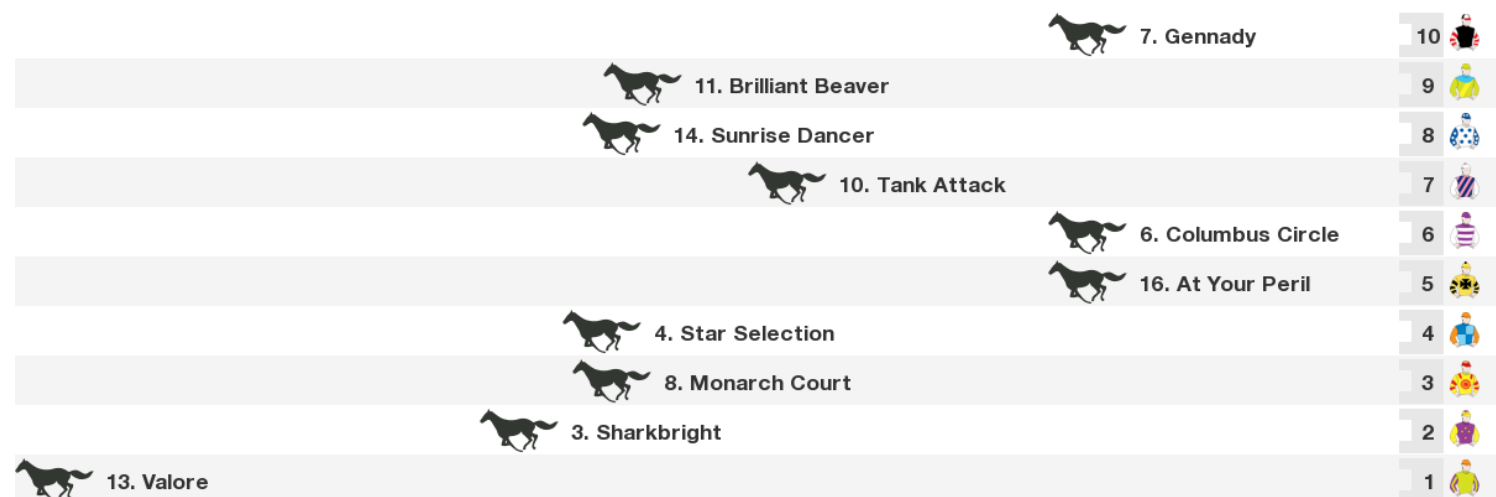 7. Gennady 10
11. Brilliant Beaver 9
14. Sunrise Dancer 8
10. Tank Attack 7
6. Columbus Circle 6
16. At Your Peril 5
4. Star Selection 4
8. Monarch Court 3
3. Sharkbright 2
13. Valore 1